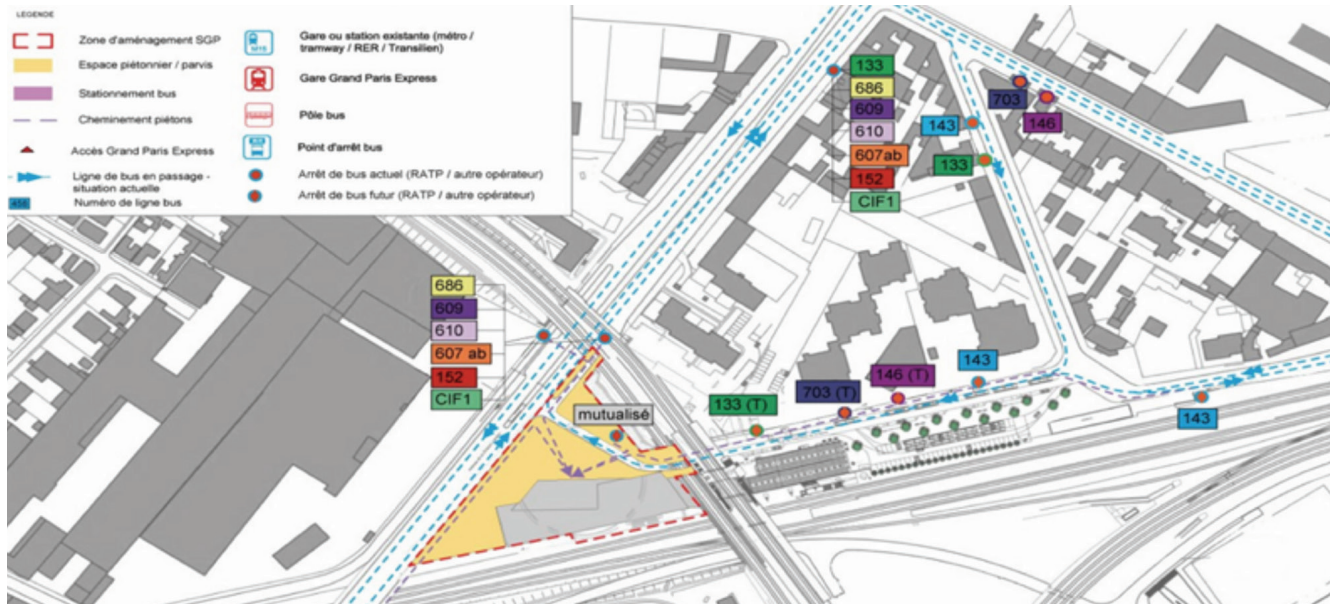 LEGENDE
Zone d'aménagement SGP
Espace piétonnier / parvis
Stationnement bus
Cheminement piétons
Accès Grand Paris Express
Ligne de bus en passage -
situation actuelle
456
Numéro de ligne bus
Gare ou station existante (métro /
tramway / RER / Transilien)
Gare Grand Paris Express
Pôle bus
Point d'arrêt bus
Arrêt de bus actuel (RATP / autre opérateur)
Arrêt de bus futur (RATP / autre opérateur)
133
686
609
610
607ab
152
CIF1
703
146
143
133
686
609
610
607 ab
152
CIF1
mutualisé
133 (T)
703 (T)
146 (T)
143
143